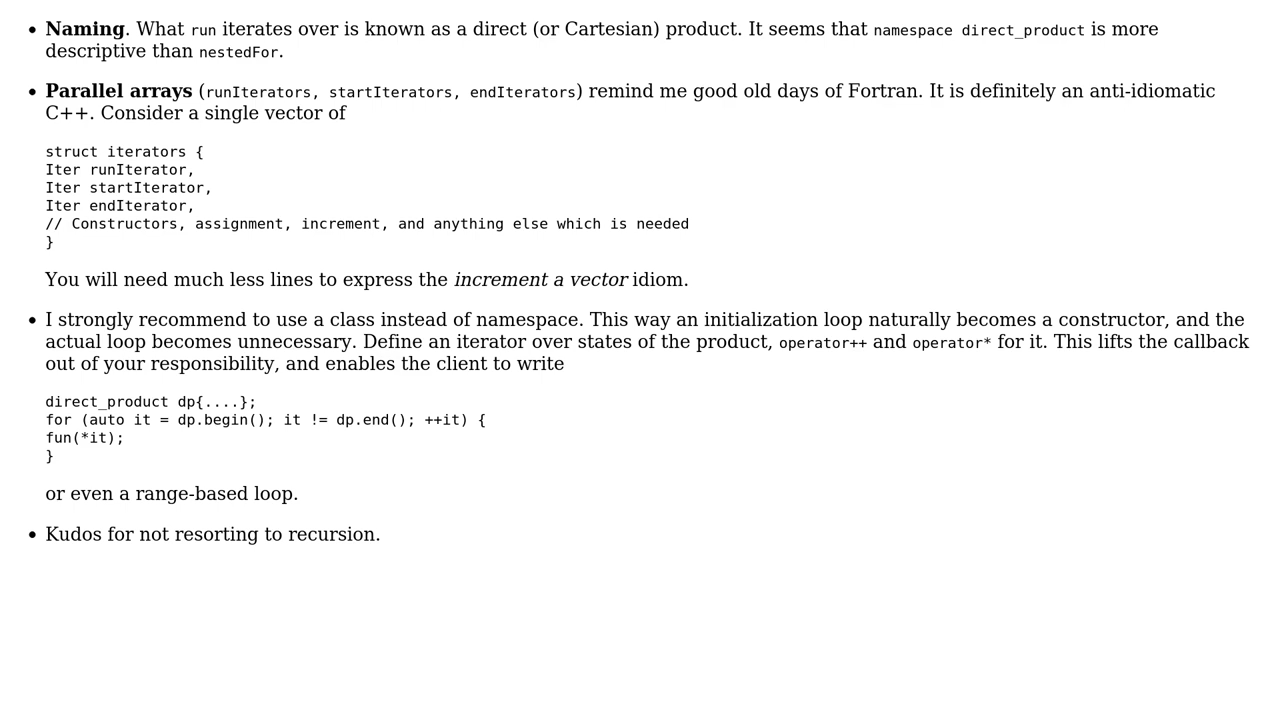 • Naming. What run iterates over is known as a direct (or Cartesian) product. It seems that namespace direct_product is more
descriptive than nestedFor.
• Parallel arrays (runIterators, startIterators, endIterators) remind me good old days of Fortran. It is definitely an anti-idiomatic
C++. Consider a single vector of
struct iterators {
Iter runIterator,
Iter startIterator,
Iter endIterator,
// Constructors, assignment, increment, and anything else which is needed
}
You will need much less lines to express the increment a vector idiom.
• I strongly recommend to use a class instead of namespace. This way an initialization loop naturally becomes a constructor, and the
actual loop becomes unnecessary. Define an iterator over states of the product, operator++ and operator* for it. This lifts the callback
out of your responsibility, and enables the client to write
direct_product dp{....};
for (auto it = dp.begin(); it != dp.end(); ++it) {
fun(*it);
}
or even a range-based loop.
• Kudos for not resorting to recursion.